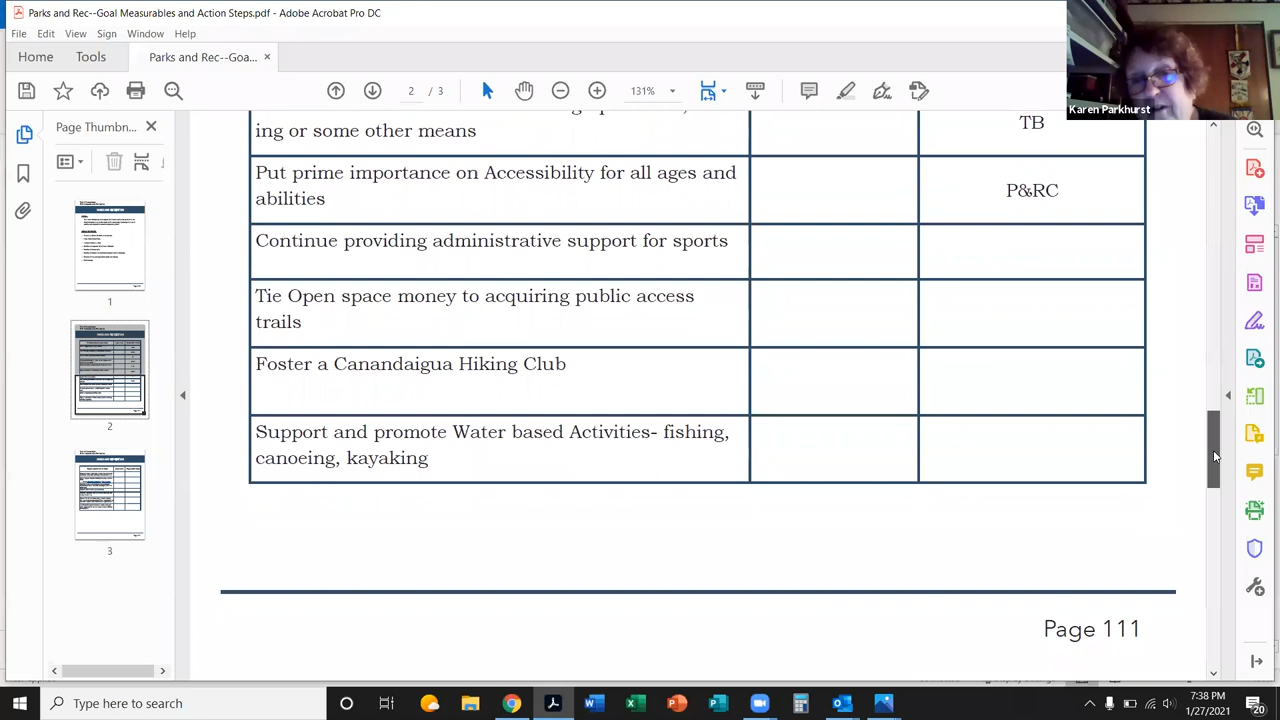 Parks and Rec--Goal Measurables and Action Steps.pdf - Adobe Acrobat Pro DC
File Edit View Sign Window Help
Home Tools Parks and Rec--Goa... ×
2 / 3 131%
Karen Parkhurst
Page Thumbn...
ing or some other means TB
Put prime importance on Accessibility for all ages and
abilities
P&RC
Continue providing administrative support for sports
Tie Open space money to acquiring public access
trails
Foster a Canandaigua Hiking Club
Support and promote Water based Activities- fishing,
canoeing, kayaking
Page 111
1
2
3
Type here to search
7:38 PM
1/27/2021
20